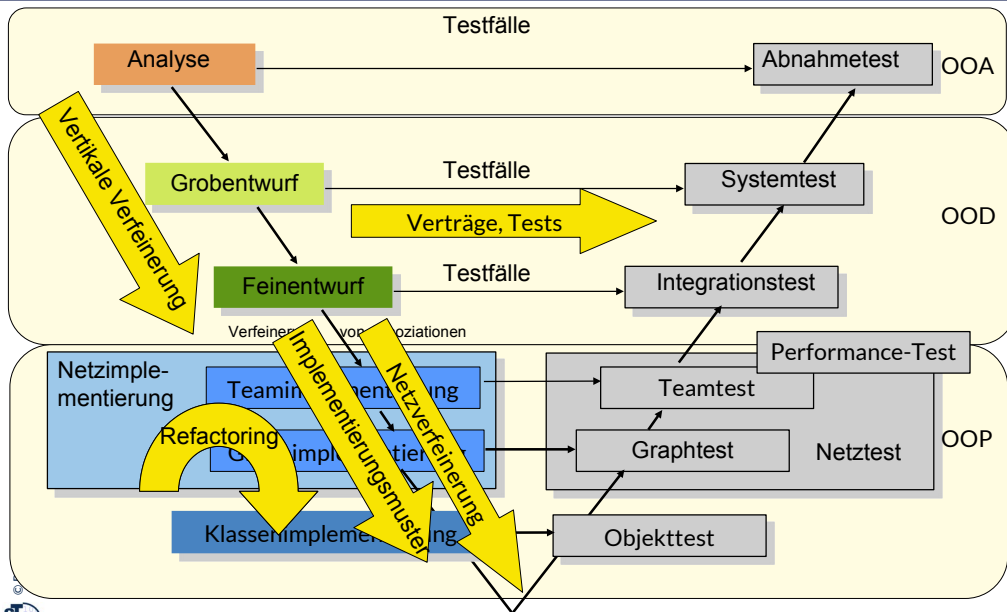 Testfälle
Analyse
Abnahmetest
OOA
Vertikale Verfeinerung
Testfälle
Grobentwurf
Systemtest
OOD
Verträge, Tests
Testfälle
Feinentwurf
Integrationstest
Implementierungsmuster
Netzverfeinerung
Performance-Test
Netzimple-
mentierung
Teamtest
OOP
Refactoring
Graphtest
Netztest
Objekttest
©